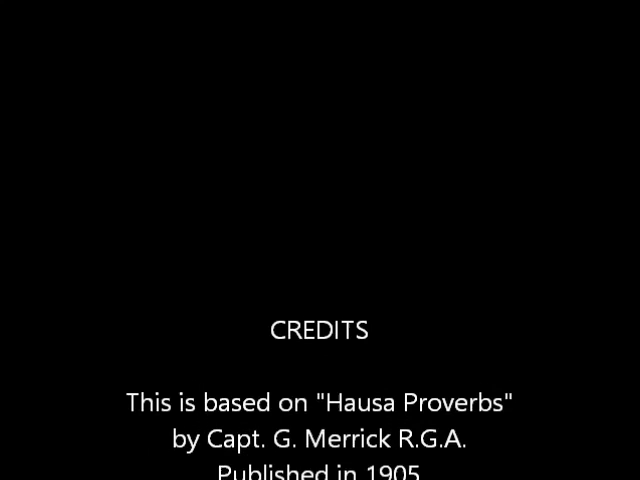 CREDITS
This is based on "Hausa Proverbs"
by Capt. G. Merrick R.G.A.
Published in 1905